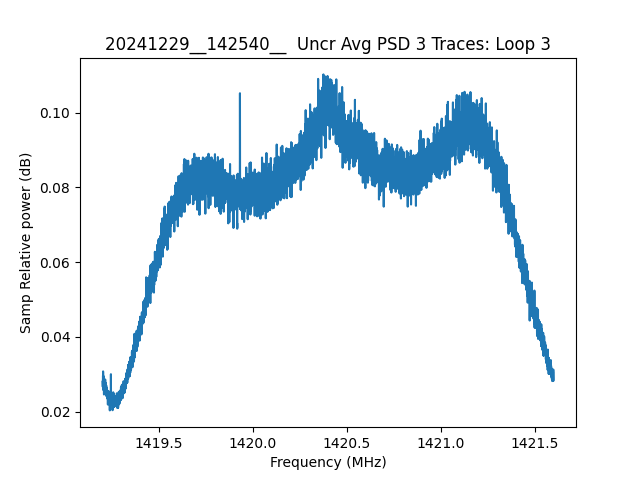 20241229__142540__  Uncr Avg PSD 3 Traces: Loop 3
Samp Relative power (dB)
0.10
0.08
0.06
0.04
0.02
1419.5 1420.0 1420.5 1421.0 1421.5
Frequency (MHz)